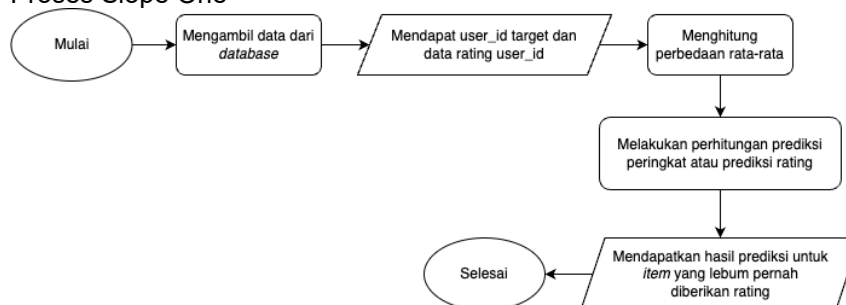 Proses Slope One
Mulai
Mengambil data dari
database
Mendapat user_id target dan
data rating user_id
Menghitung
perbedaan rata-rata
Melakukan perhitungan prediksi
peringkat atau prediksi rating
Mendapatkan hasil prediksi untuk
item yang lebum pernah
diberikan rating
Selesai